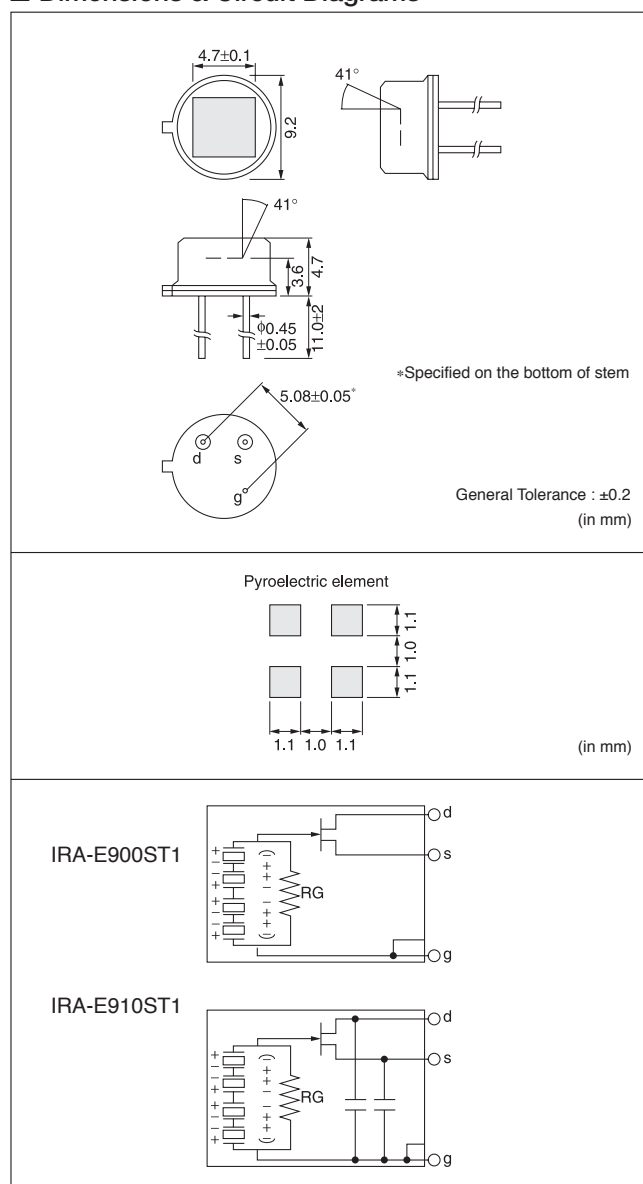 4.7±0.1
41°
9.2
41°
3.6
4.7
φ0.45
±0.05
11.0±2
*Specified on the bottom of stem
5.08±0.05*
d
s
g
General Tolerance : ±0.2
(in mm)
Pyroelectric element
1.1
1.0
1.1
1.1 1.0 1.1
(in mm)
IRA-E900ST1
d
s
RG
g
IRA-E910ST1
d
s
RG
g